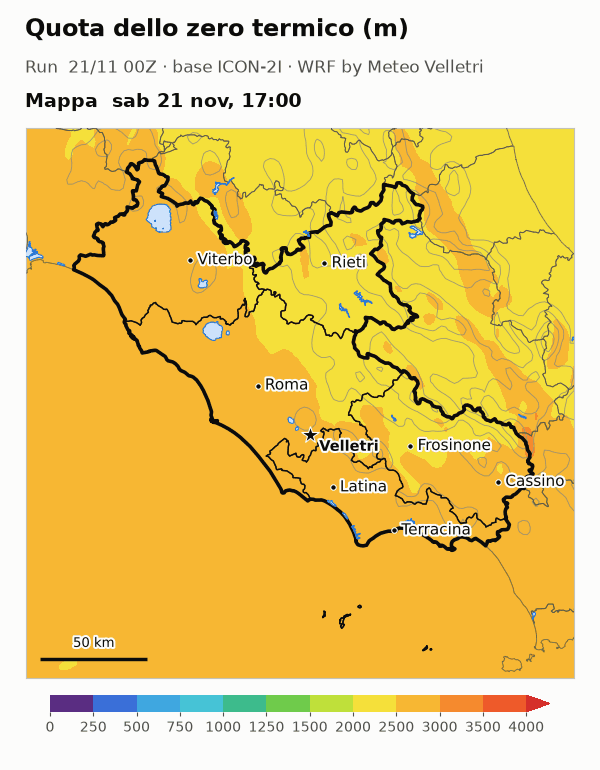 Quota dello zero termico (m)
Run  21/11 00Z · base ICON-2I · WRF by Meteo Velletri
Mappa  sab 21 nov, 17:00
Viterbo
Rieti
Roma
Velletri
Frosinone
Cassino
Latina
Terracina
50 km
0 250 500 750 1000 1250 1500 2000 2500 3000 3500 4000